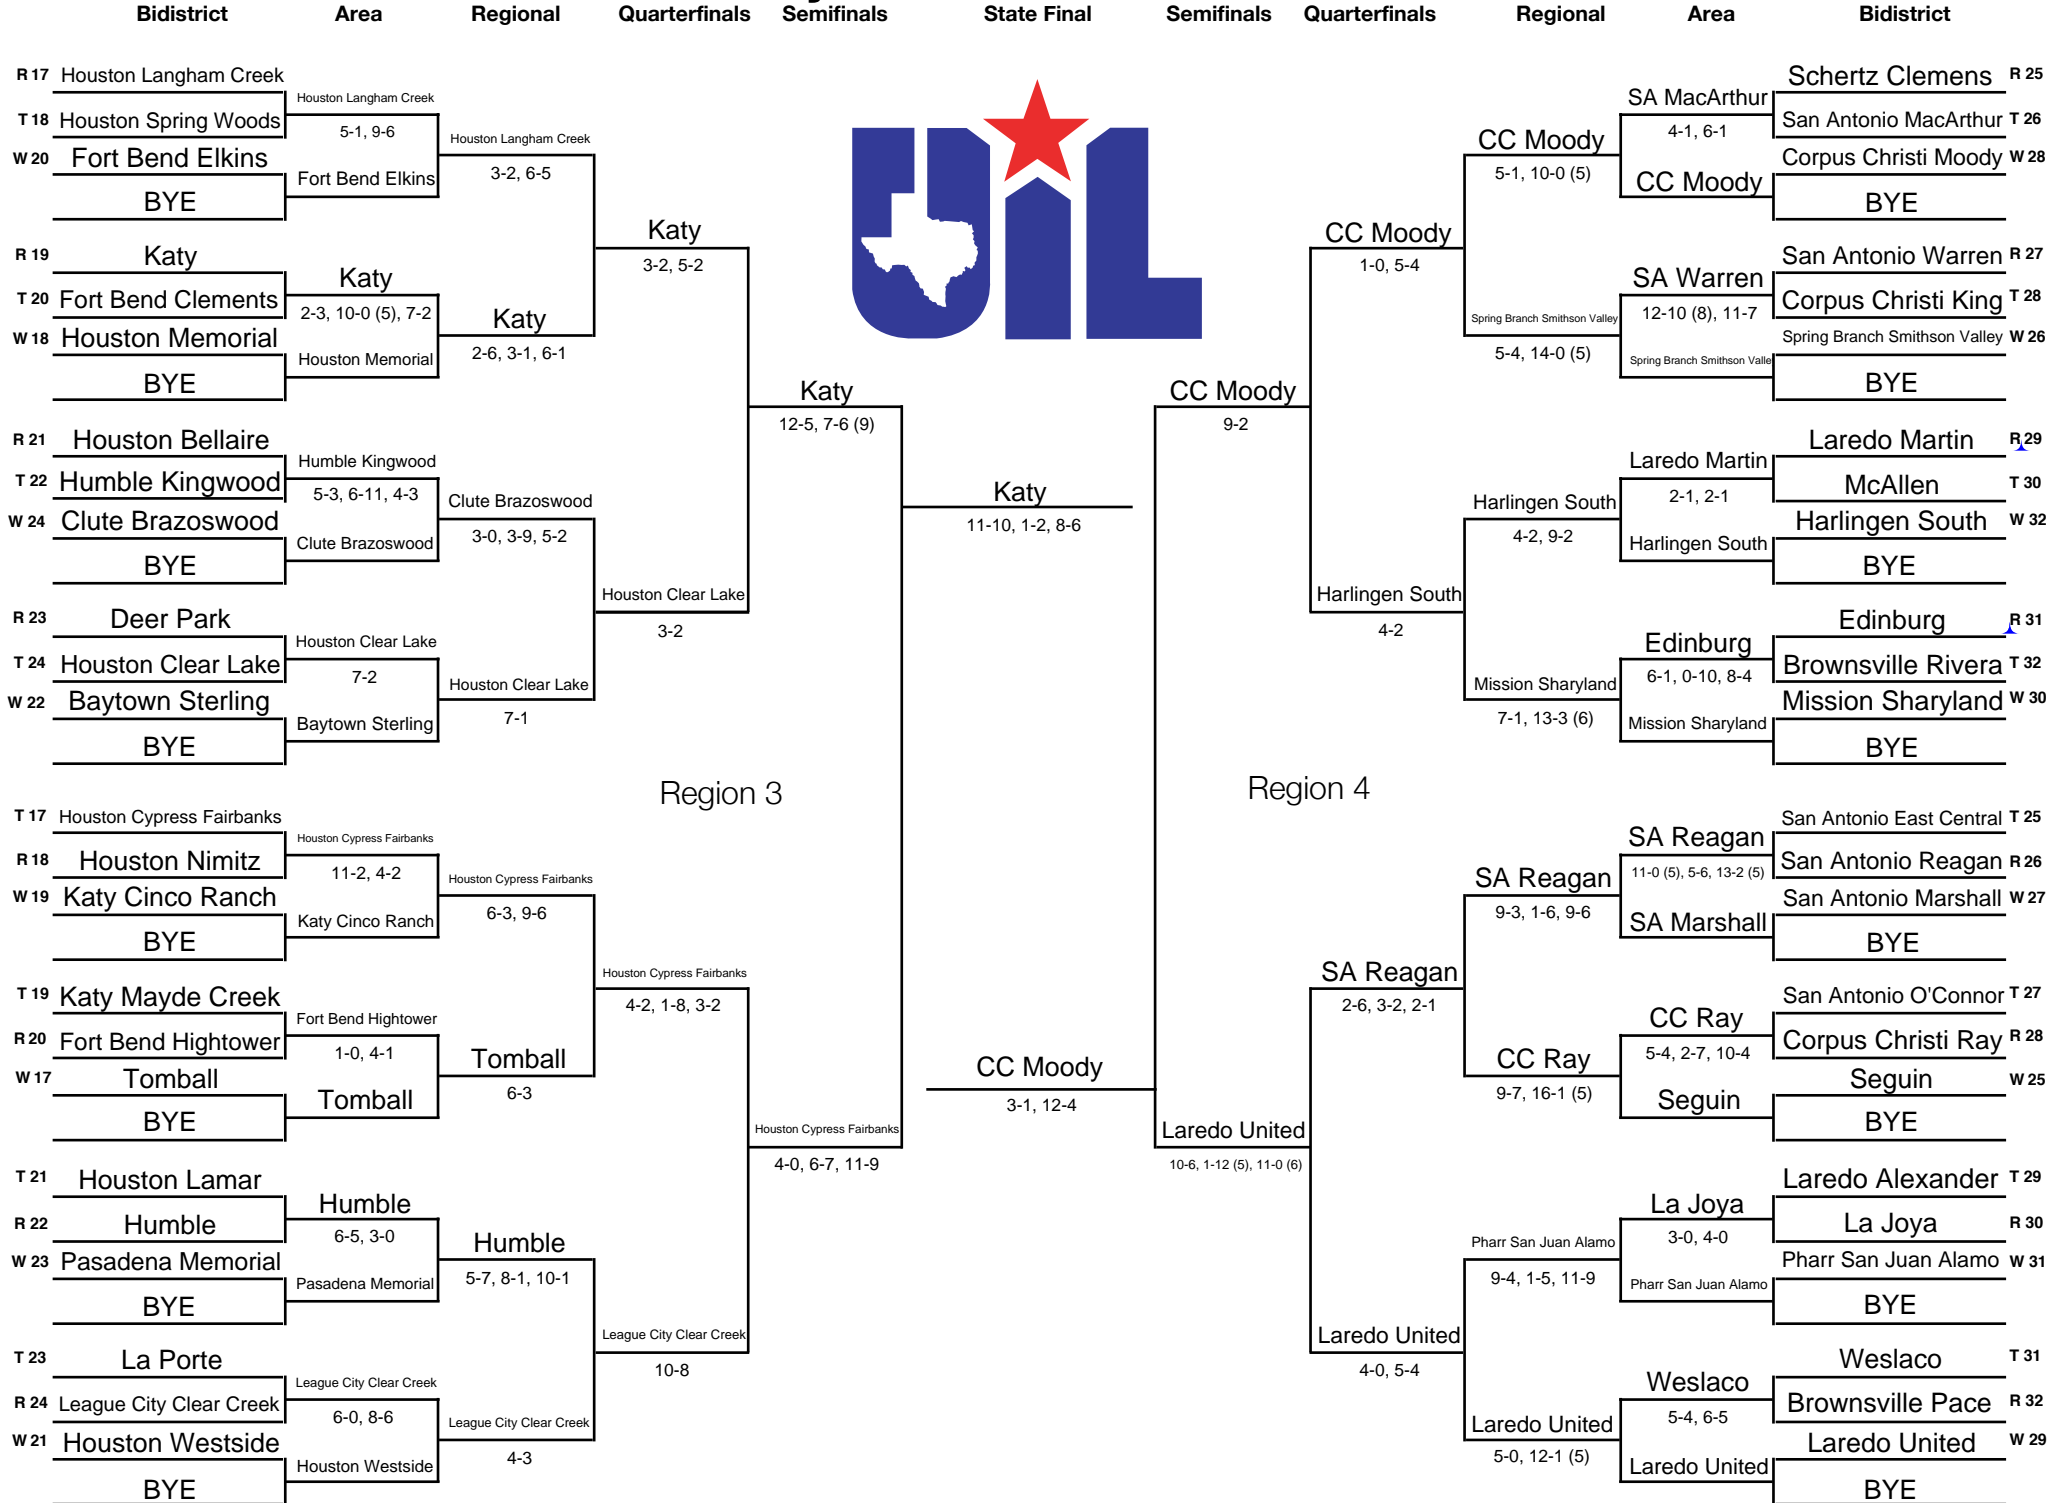 Bidistrict Area Regional Quarterfinals Semifinals State Final Semifinals Quarterfinals Regional Area Bidistrict
R 17 Houston Langham Creek
Houston Langham Creek
T 18 Houston Spring Woods
5-1, 9-6
Houston Langham Creek
W 20 Fort Bend Elkins
3-2, 6-5
Fort Bend Elkins
BYE
Katy
R 19 Katy
3-2, 5-2
Katy
T 20 Fort Bend Clements
2-3, 10-0 (5), 7-2
Katy
W 18 Houston Memorial
2-6, 3-1, 6-1
Houston Memorial
BYE
Katy
12-5, 7-6 (9)
R 21 Houston Bellaire
Humble Kingwood
T 22 Humble Kingwood
5-3, 6-11, 4-3
Clute Brazoswood
W 24 Clute Brazoswood
3-0, 3-9, 5-2
Clute Brazoswood
BYE
Houston Clear Lake
3-2
R 23 Deer Park
Houston Clear Lake
T 24 Houston Clear Lake
7-2
Houston Clear Lake
W 22 Baytown Sterling
7-1
Baytown Sterling
BYE
Region 3
T 17 Houston Cypress Fairbanks
Houston Cypress Fairbanks
R 18 Houston Nimitz
11-2, 4-2
Houston Cypress Fairbanks
W 19 Katy Cinco Ranch
6-3, 9-6
Katy Cinco Ranch
BYE
Houston Cypress Fairbanks
4-2, 1-8, 3-2
T 19 Katy Mayde Creek
Fort Bend Hightower
R 20 Fort Bend Hightower
1-0, 4-1
Tomball
W 17 Tomball
6-3
Tomball
BYE
Houston Cypress Fairbanks
4-0, 6-7, 11-9
T 21 Houston Lamar
Humble
R 22 Humble
6-5, 3-0
Humble
W 23 Pasadena Memorial
5-7, 8-1, 10-1
Pasadena Memorial
BYE
League City Clear Creek
10-8
T 23 La Porte
League City Clear Creek
R 24 League City Clear Creek
6-0, 8-6
League City Clear Creek
W 21 Houston Westside
4-3
Houston Westside
BYE
UIL
Katy
11-10, 1-2, 8-6
CC Moody
3-1, 12-4
Schertz Clemens R 25
SA MacArthur
San Antonio MacArthur T 26
4-1, 6-1
CC Moody
Corpus Christi Moody W 28
5-1, 10-0 (5)
CC Moody
BYE
CC Moody
San Antonio Warren R 27
1-0, 5-4
SA Warren
Corpus Christi King T 28
12-10 (8), 11-7
Spring Branch Smithson Valley
Spring Branch Smithson Valley W 26
5-4, 14-0 (5)
Spring Branch Smithson Valle
BYE
CC Moody
9-2
Laredo Martin R 29
Laredo Martin
McAllen T 30
2-1, 2-1
Harlingen South
Harlingen South W 32
4-2, 9-2
Harlingen South
BYE
Harlingen South
4-2
Edinburg R 31
Edinburg
Brownsville Rivera T 32
6-1, 0-10, 8-4
Mission Sharyland
Mission Sharyland W 30
7-1, 13-3 (6)
Mission Sharyland
BYE
Region 4
San Antonio East Central T 25
SA Reagan
San Antonio Reagan R 26
11-0 (5), 5-6, 13-2 (5)
SA Reagan
San Antonio Marshall W 27
9-3, 1-6, 9-6
SA Marshall
BYE
SA Reagan
2-6, 3-2, 2-1
San Antonio O'Connor T 27
CC Ray
Corpus Christi Ray R 28
5-4, 2-7, 10-4
CC Ray
Seguin W 25
9-7, 16-1 (5)
Seguin
BYE
Laredo United
10-6, 1-12 (5), 11-0 (6)
Laredo Alexander T 29
La Joya
La Joya R 30
3-0, 4-0
Pharr San Juan Alamo
Pharr San Juan Alamo W 31
9-4, 1-5, 11-9
Pharr San Juan Alamo
BYE
Laredo United
4-0, 5-4
Weslaco T 31
Weslaco
Brownsville Pace R 32
5-4, 6-5
Laredo United
Laredo United W 29
5-0, 12-1 (5)
Laredo United
BYE